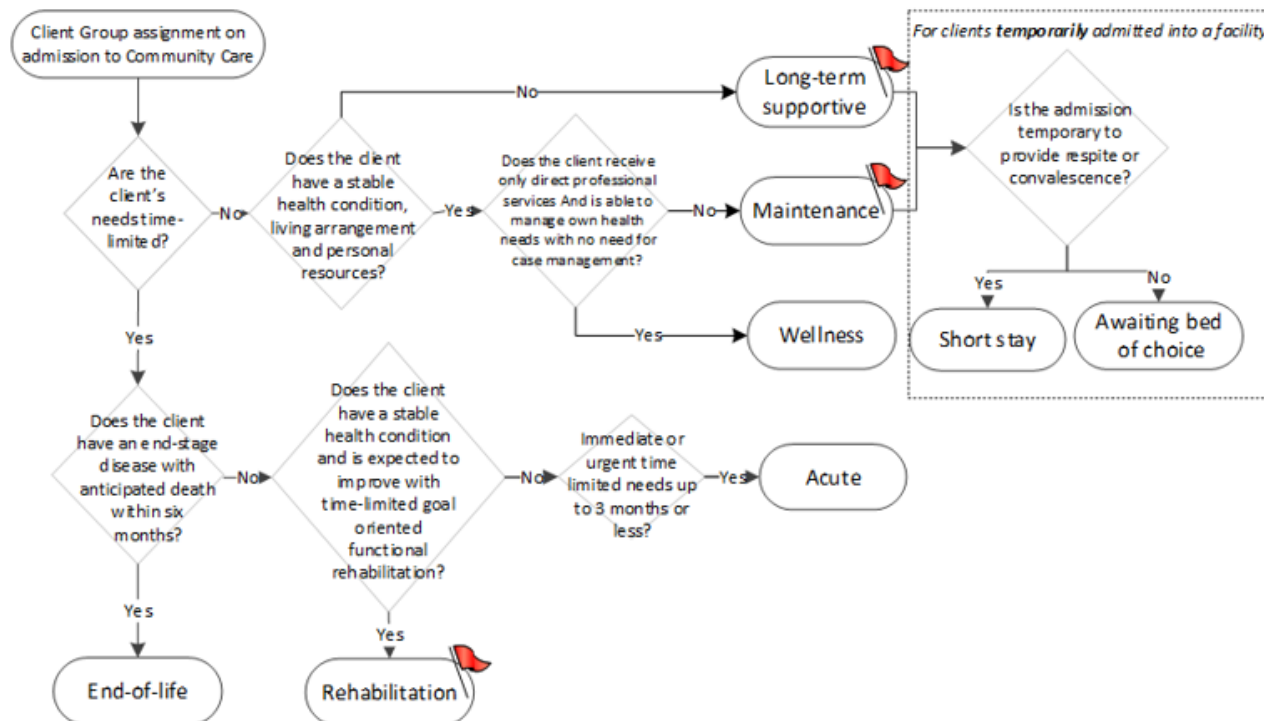 Client Group assignment on
admission to Community Care
Are the
client's
needs time-
limited?
No
Does the client
have a stable
health condition,
living arrangement
and personal
resources?
No
Long-term
supportive
Yes
Does the client receive
only direct professional
services And is able to
manage own health
needs with no need for
case management?
No
Maintenance
Yes
Wellness
For clients temporarily admitted into a facility
Is the admission
temporary to
provide respite or
convalescence?
Yes
Short stay
No
Awaiting bed
of choice
Yes
Does the client
have an end-stage
disease with
anticipated death
within six
months?
No
Does the client
have a stable
health condition
and is expected to
improve with
time-limited goal
oriented
functional
rehabilitation?
No
Immediate or
urgent time
limited needs up
to 3 months or
less?
Yes
Acute
Yes
End-of-life
Yes
Rehabilitation